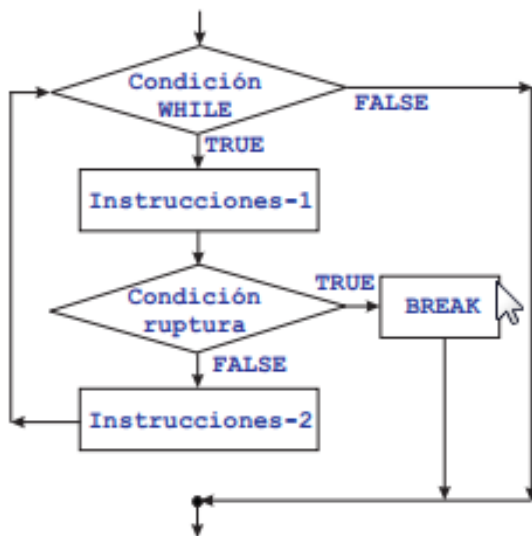 Condición
WHILE
FALSE
TRUE
Instrucciones-1
TRUE
Condición
ruptura
BREAK
FALSE
Instrucciones-2